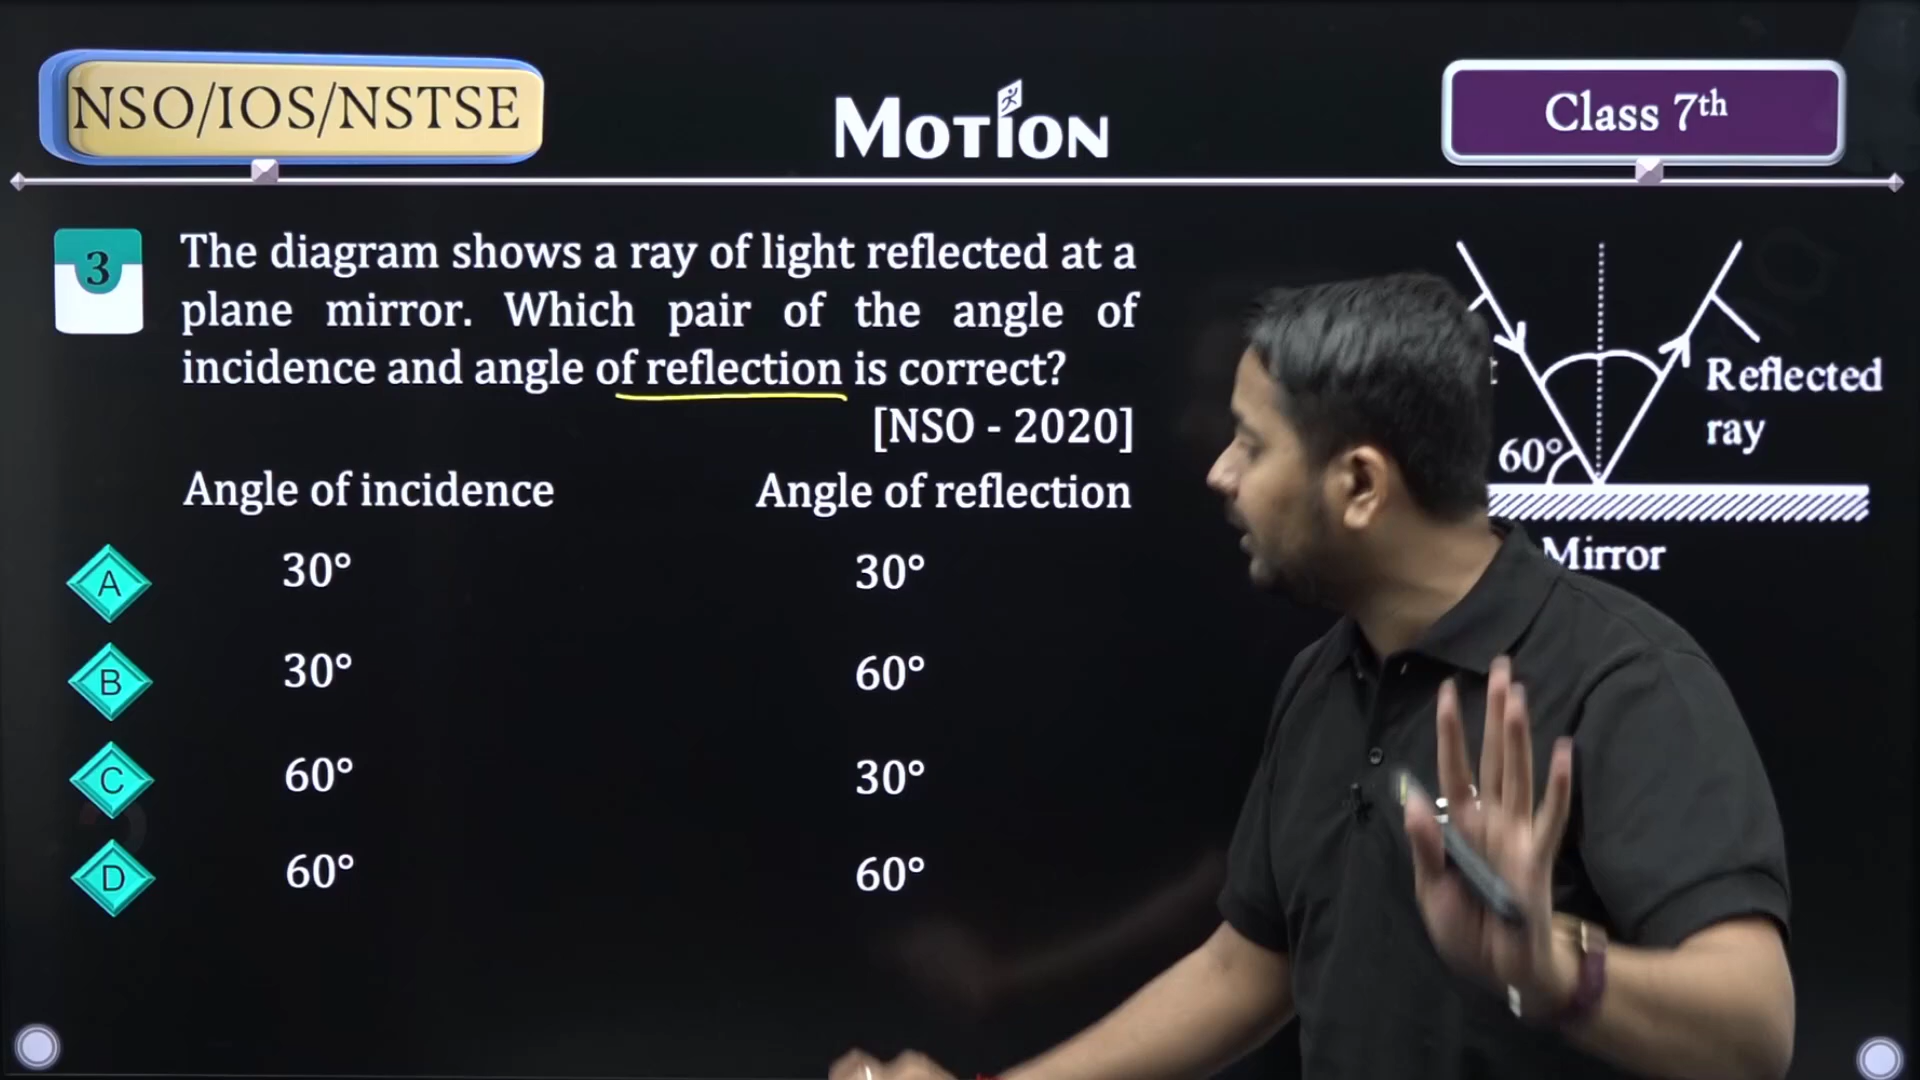 NSO/IOS/NSTSE
MOTION
Class 7th
3
The diagram shows a ray of light reflected at a
plane mirror. Which pair of the angle of
incidence and angle of reflection is correct?
[NSO - 2020]
Angle of incidence
Angle of reflection
A
30°
30°
B
30°
60°
C
60°
30°
D
60°
60°
Reflected
ray
60°
Mirror